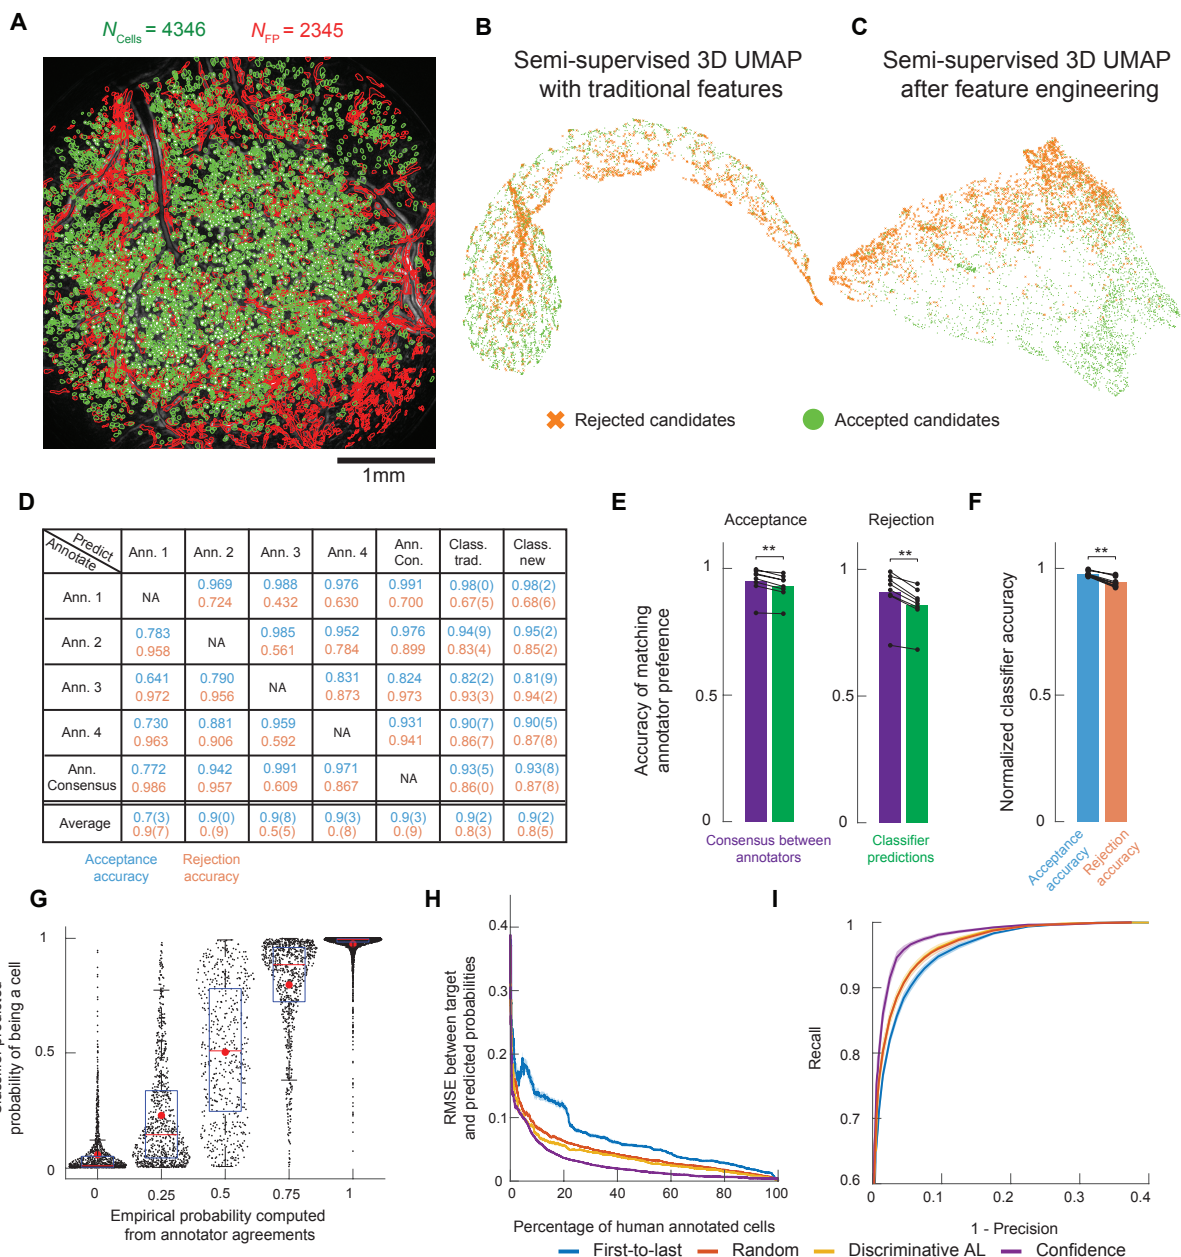 A
N Cells = 4346
N FP = 2345
1mm
B
Semi-supervised 3D UMAP
with traditional features
C
Semi-supervised 3D UMAP
after feature engineering
Rejected candidates
Accepted candidates
D
Predict
Annotate
Ann. 1
Ann. 2
Ann. 3
Ann. 4
Ann. Con.
Class. trad.
Class. new
Ann. 1
NA
0.969 0.988 0.976 0.991 0.98(0) 0.98(2)
0.724 0.432 0.630 0.700 0.67(5) 0.68(6)
Ann. 2
0.783 NA 0.985 0.952 0.976 0.94(9) 0.95(2)
0.958 0.561 0.784 0.899 0.83(4) 0.85(2)
Ann. 3
0.641 0.790 NA 0.831 0.824 0.82(2) 0.81(9)
0.972 0.956 0.873 0.973 0.93(3) 0.94(2)
Ann. 4
0.730 0.881 0.959 NA 0.931 0.90(7) 0.90(5)
0.963 0.906 0.592 0.941 0.86(7) 0.87(8)
Ann. Consensus
0.772 0.942 0.991 0.971 NA 0.93(5) 0.93(8)
0.986 0.957 0.609 0.867 0.86(0) 0.87(8)
Average
0.7(3) 0.9(0) 0.9(8) 0.9(3) 0.9(3) 0.9(2) 0.9(2)
0.9(7) 0.(9) 0.5(5) 0.(8) 0.(9) 0.8(3) 0.8(5)
Acceptance
accuracy
Rejection
accuracy
E
Acceptance
Rejection
**
**
1
0.5
0
1
0.5
0
Accuracy of matching
annotator preference
Consensus between
annotators
Classifier
predictions
F
**
1
0.5
0
Normalized classifier accuracy
Acceptance
accuracy
Rejection
accuracy
G
probability of being a cell
1
0.5
0
0 0.25 0.5 0.75 1
Empirical probability computed
from annotator agreements
H
RMSE between target
and predicted probabilities
0.4
0.3
0.2
0.1
0
0 20 40 60 80 100
Percentage of human annotated cells
I
Recall
1
0.9
0.8
0.7
0.6
0 0.1 0.2 0.3 0.4
1 - Precision
First-to-last
Random
Discriminative AL
Confidence